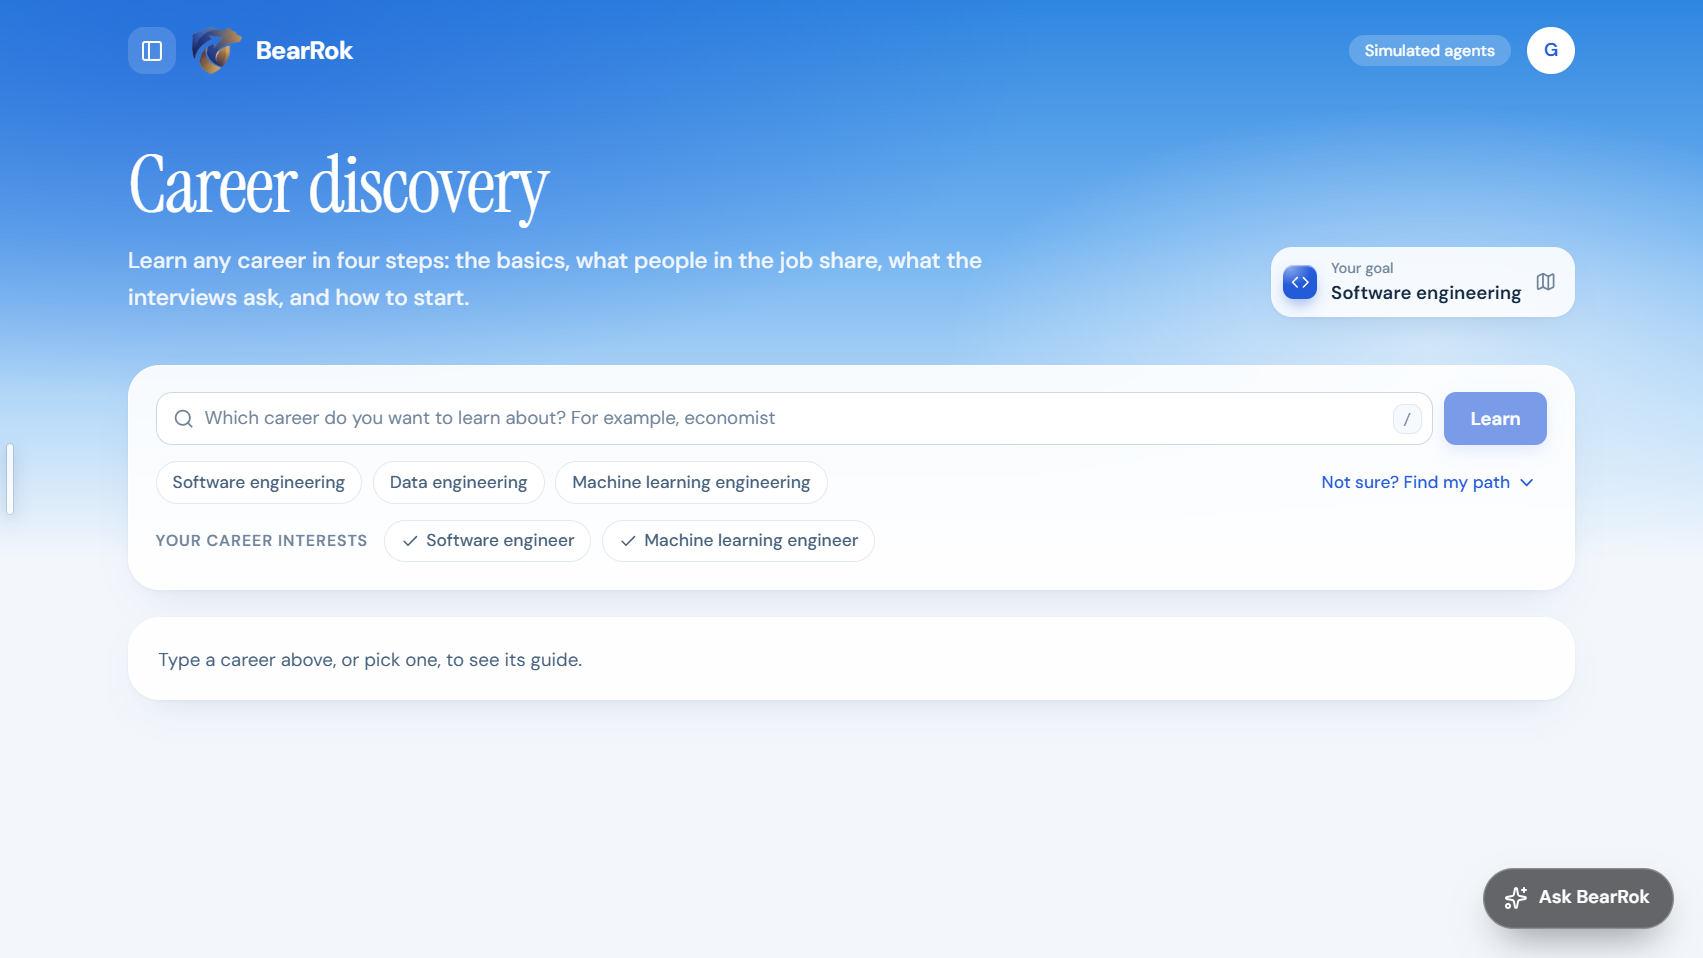 BearRok
Simulated agents
G
Career discovery
Learn any career in four steps: the basics, what people in the job share, what the
interviews ask, and how to start.
Your goal
Software engineering
Which career do you want to learn about? For example, economist
/
Learn
Software engineering
Data engineering
Machine learning engineering
Not sure? Find my path
YOUR CAREER INTERESTS
Software engineer
Machine learning engineer
Type a career above, or pick one, to see its guide.
Ask BearRok